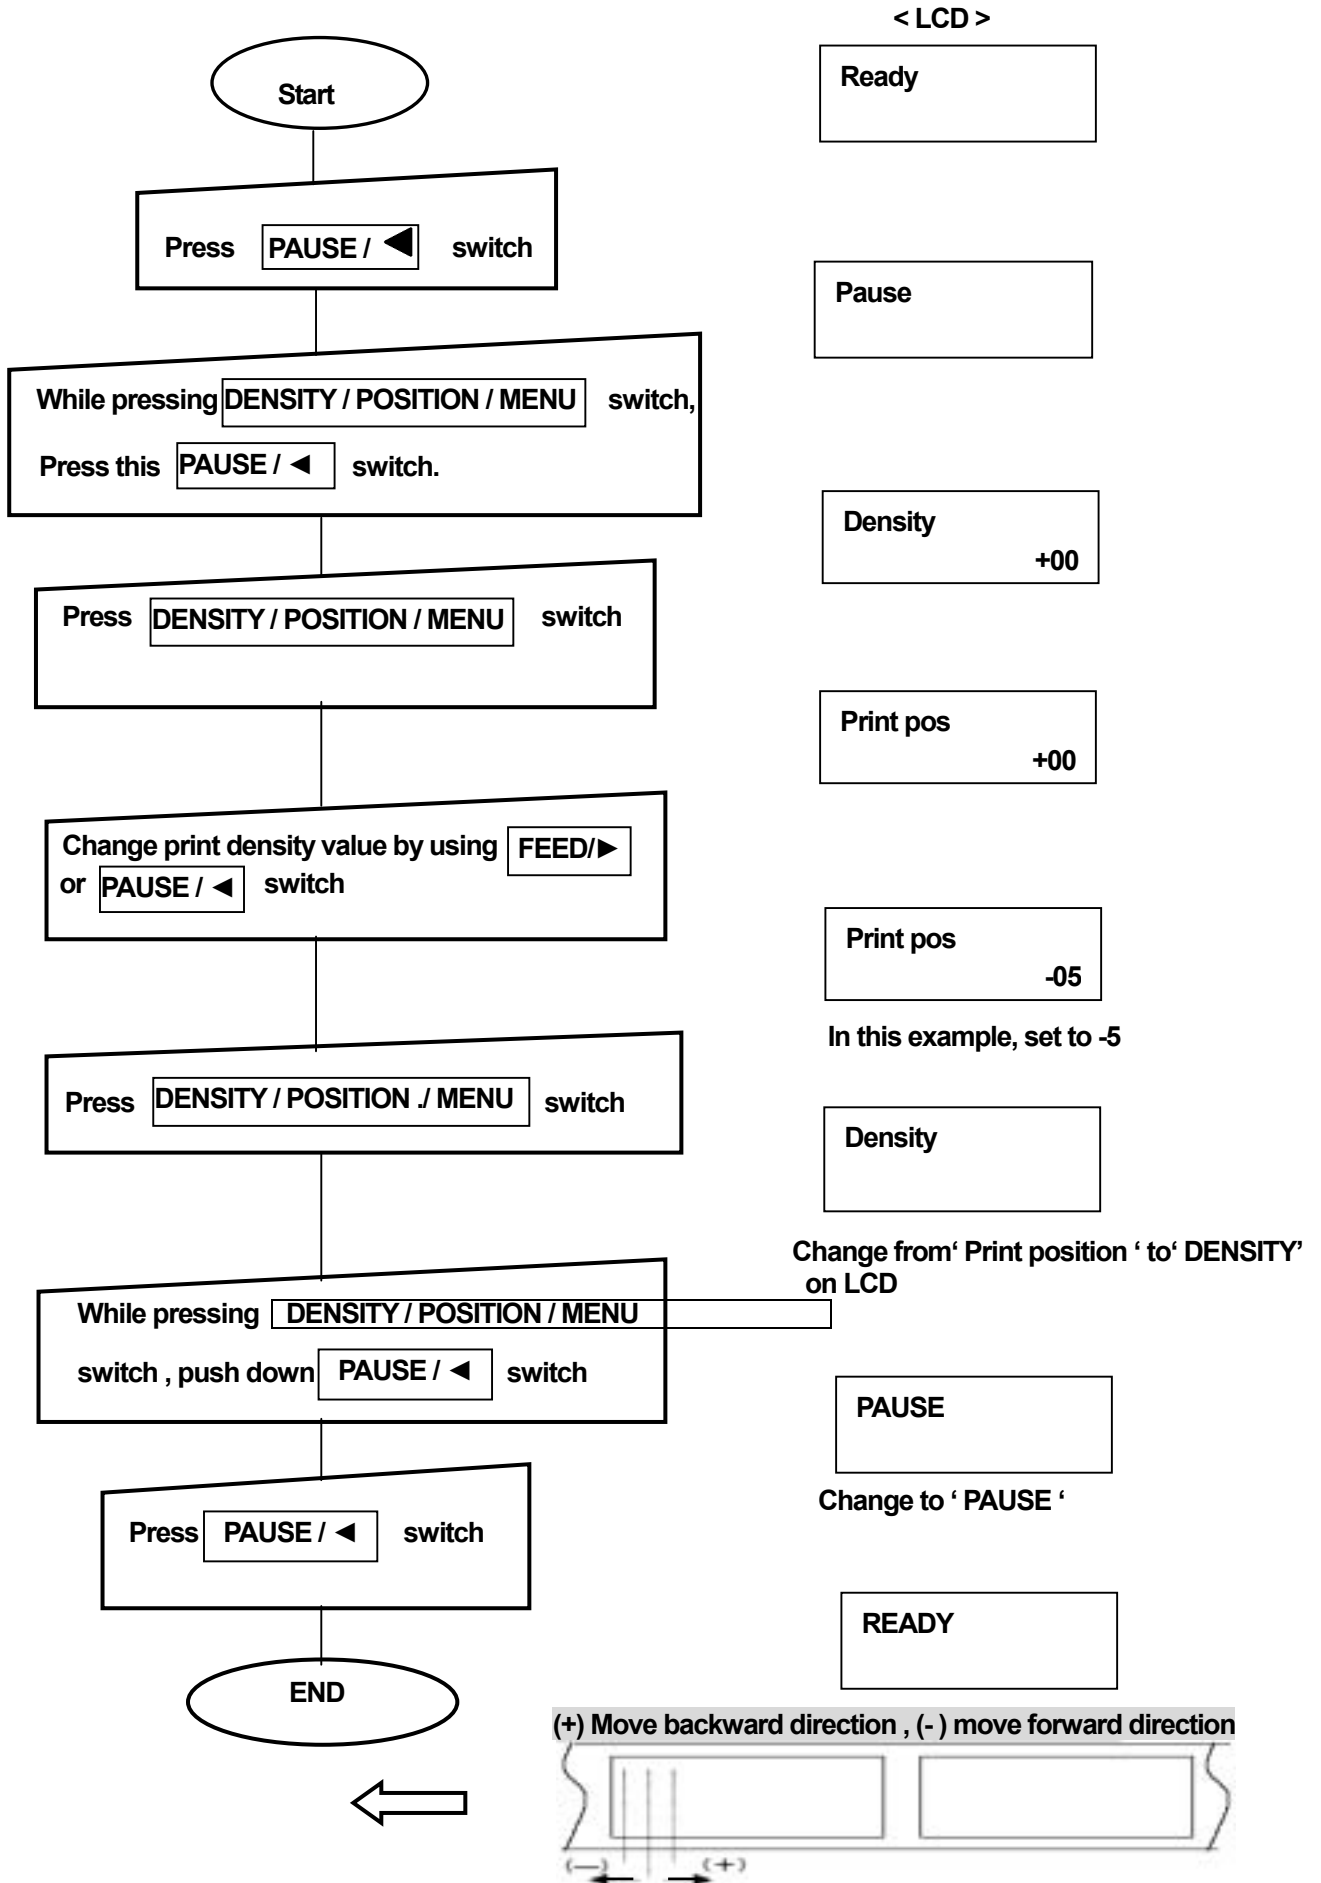 < LCD >
Start
Ready
Press PAUSE / ◀ switch
Pause
While pressing DENSITY / POSITION / MENU switch,
Press this PAUSE / ◀ switch.
Density
+00
Press DENSITY / POSITION / MENU switch
Print pos
+00
Change print density value by using FEED/▶
or PAUSE / ◀ switch
Print pos
-05
In this example, set to -5
Press DENSITY / POSITION ./ MENU switch
Density
Change from‘ Print position ‘ to‘ DENSITY’
on LCD
While pressing DENSITY / POSITION / MENU
switch , push down PAUSE / ◀ switch
PAUSE
Change to ‘ PAUSE ‘
Press PAUSE / ◀ switch
READY
END
(+) Move backward direction , (- ) move forward direction
(—) (+)